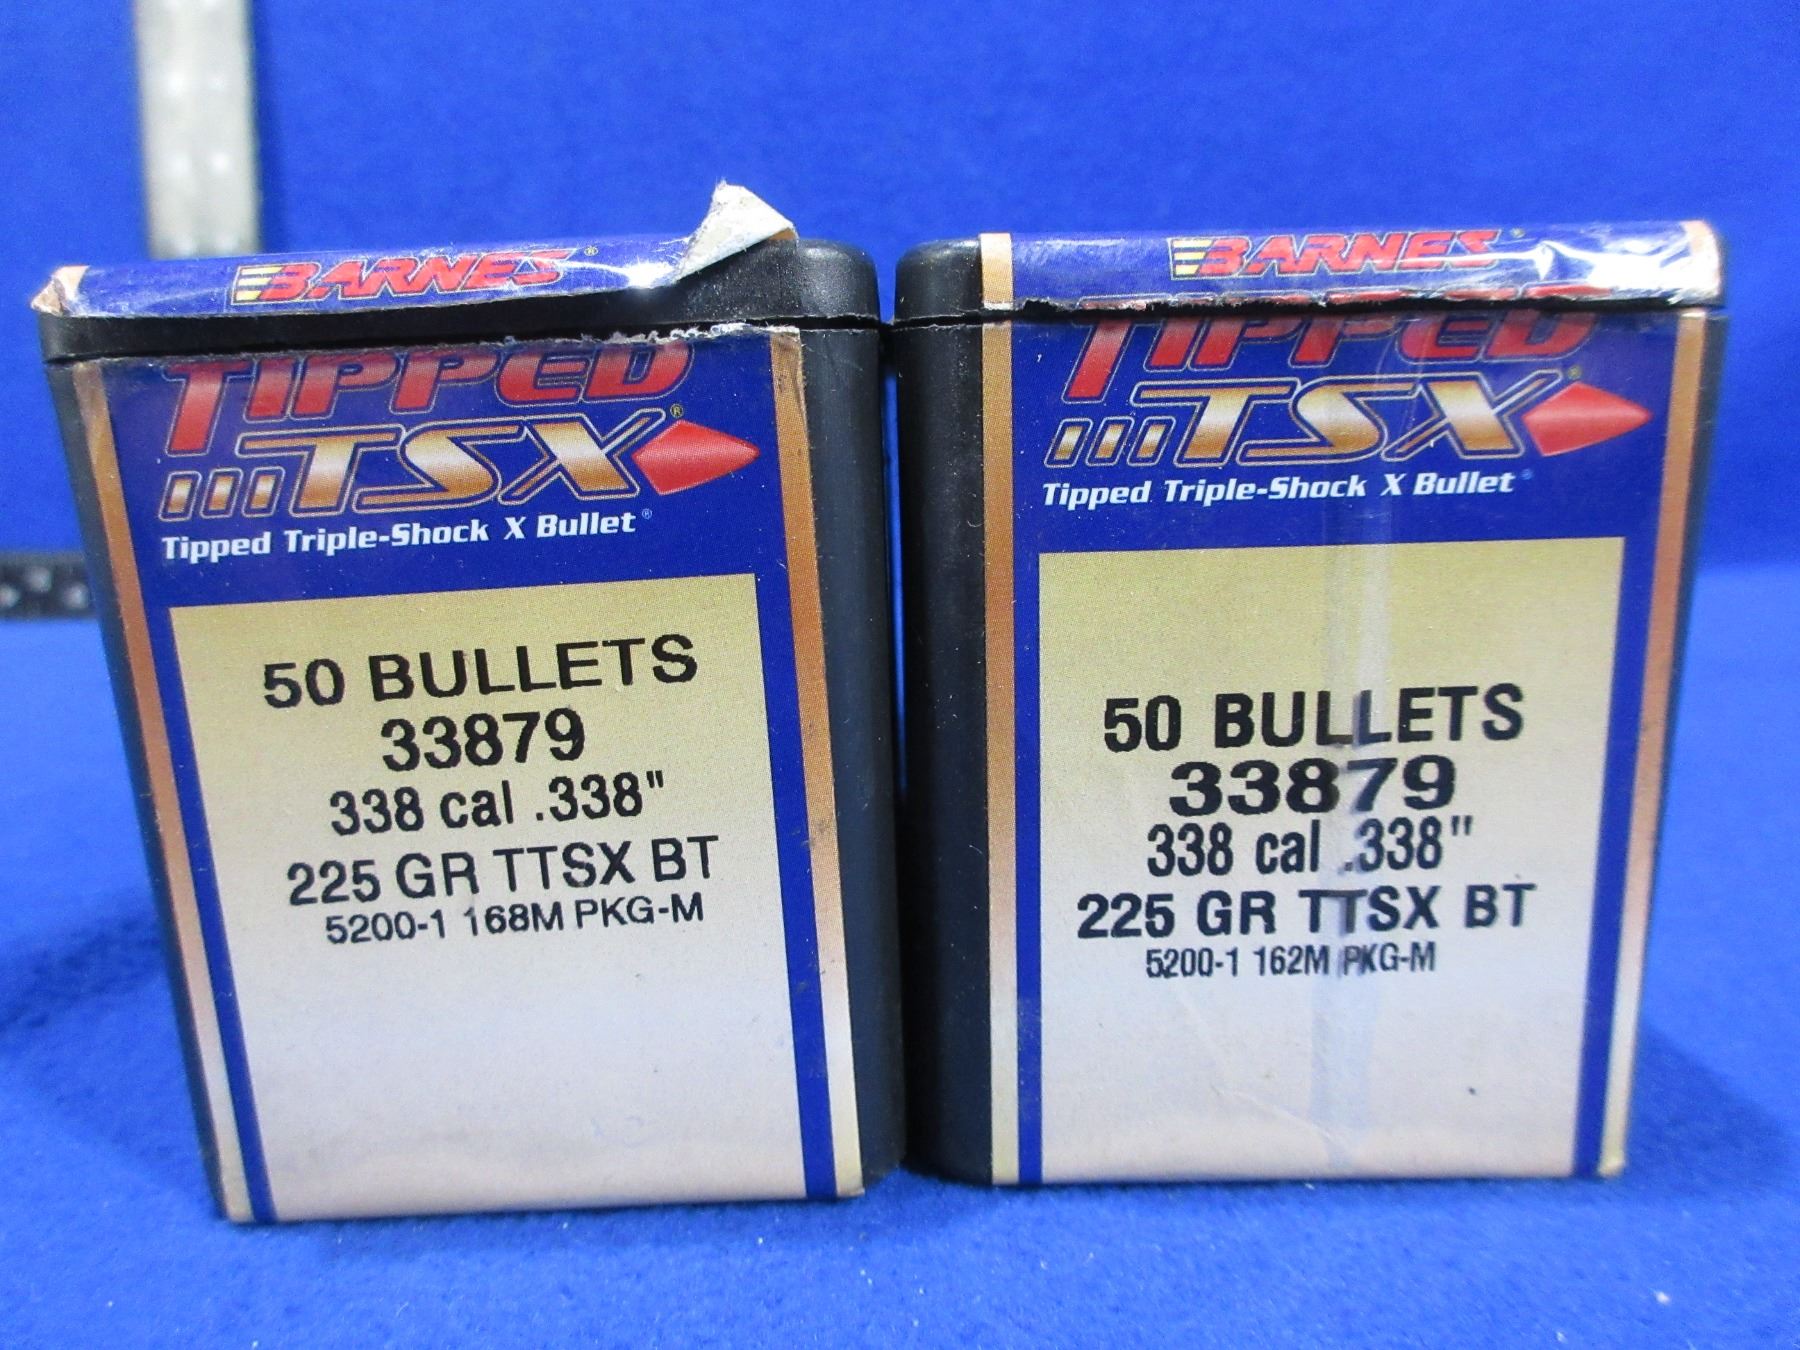 BARNES®
TIPPED
TSX®
Tipped Triple-Shock X Bullet®
50 BULLETS
33879
338 cal .338"
225 GR TTSX BT
5200-1 168M PKG-M
BARNES®
TIPPED
TSX®
Tipped Triple-Shock X Bullet®
50 BULLETS
33879
338 cal .338"
225 GR TTSX BT
5200-1 162M PKG-M